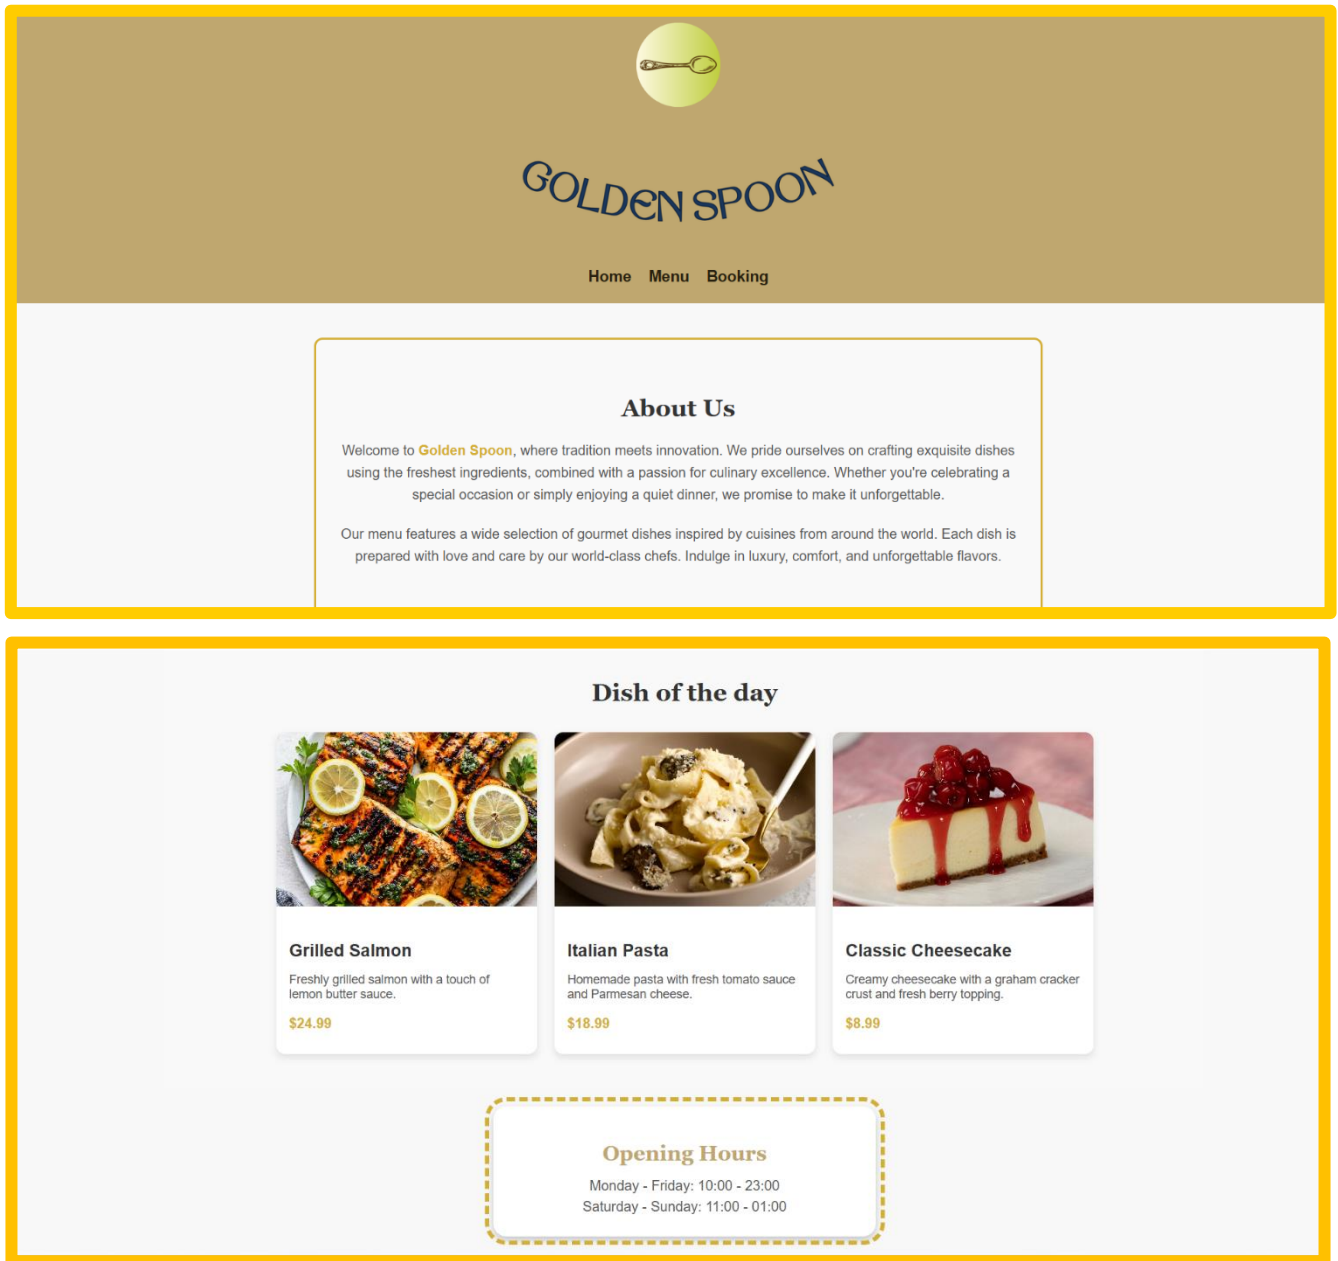 GOLDEN SPOON
Home Menu Booking
About Us
Welcome to Golden Spoon, where tradition meets innovation. We pride ourselves on crafting exquisite dishes
using the freshest ingredients, combined with a passion for culinary excellence. Whether you're celebrating a
special occasion or simply enjoying a quiet dinner, we promise to make it unforgettable.
Our menu features a wide selection of gourmet dishes inspired by cuisines from around the world. Each dish is
prepared with love and care by our world-class chefs. Indulge in luxury, comfort, and unforgettable flavors.
Dish of the day
Grilled Salmon
Freshly grilled salmon with a touch of
lemon butter sauce.
$24.99
Italian Pasta
Homemade pasta with fresh tomato sauce
and Parmesan cheese.
$18.99
Classic Cheesecake
Creamy cheesecake with a graham cracker
crust and fresh berry topping.
$8.99
Opening Hours
Monday - Friday: 10:00 - 23:00
Saturday - Sunday: 11:00 - 01:00